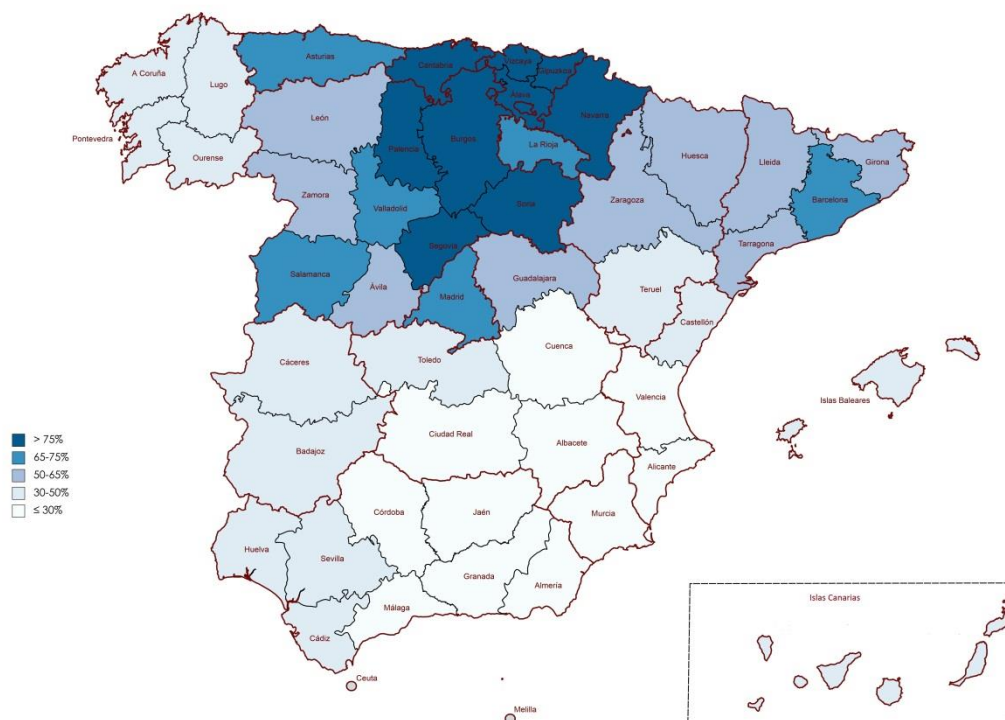 Asturias
Cantabria
Vizcaya
Gipuzkoa
A Coruña
Lugo
Álava
Navarra
León
Burgos
Palencia
La Rioja
Pontevedra
Ourense
Huesca
Lleida
Girona
Zamora
Valladolid
Soria
Zaragoza
Barcelona
Segovia
Tarragona
Salamanca
Ávila
Madrid
Guadalajara
Teruel
Castellón
Cuenca
Cáceres
Toledo
Valencia
Islas Baleares
Ciudad Real
Albacete
Badajoz
Alicante
> 75%
65-75%
50-65%
30-50%
≤ 30%
Córdoba
Jaén
Murcia
Huelva
Sevilla
Granada
Almería
Málaga
Cádiz
Islas Canarias
Ceuta
Melilla